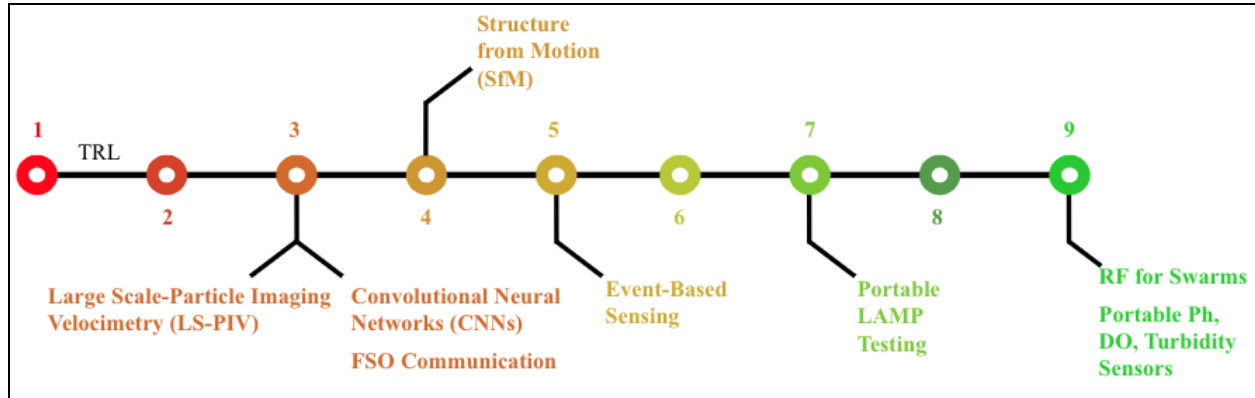 Structure
from Motion
(SfM)
1
TRL
3
5
7
9
2
4
6
8
Large Scale-Particle Imaging
Velocimetry (LS-PIV)
Convolutional Neural
Networks (CNNs)
FSO Communication
Event-Based
Sensing
Portable
LAMP
Testing
RF for Swarms
Portable Ph,
DO, Turbidity
Sensors